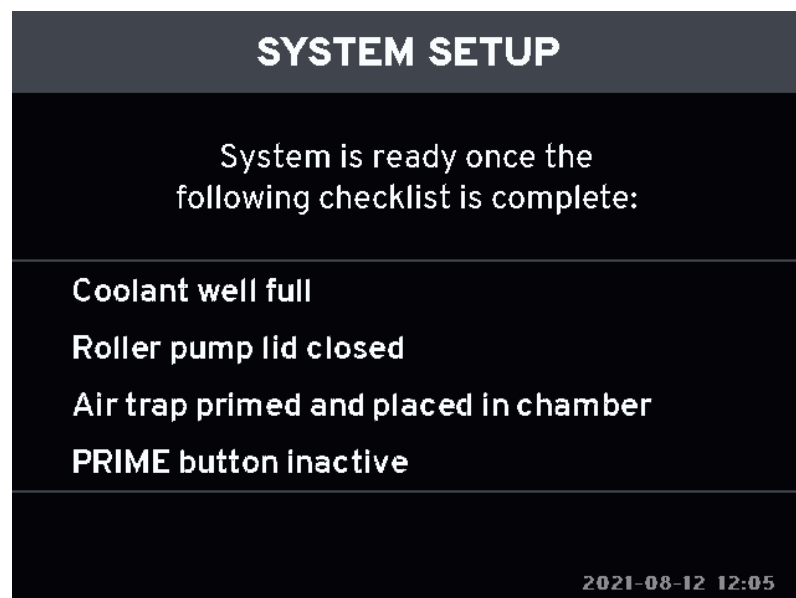 SYSTEM SETUP
System is ready once the
following checklist is complete:
Coolant well full
Roller pump lid closed
Air trap primed and placed in chamber
PRIME button inactive
2021-08-12 12:05